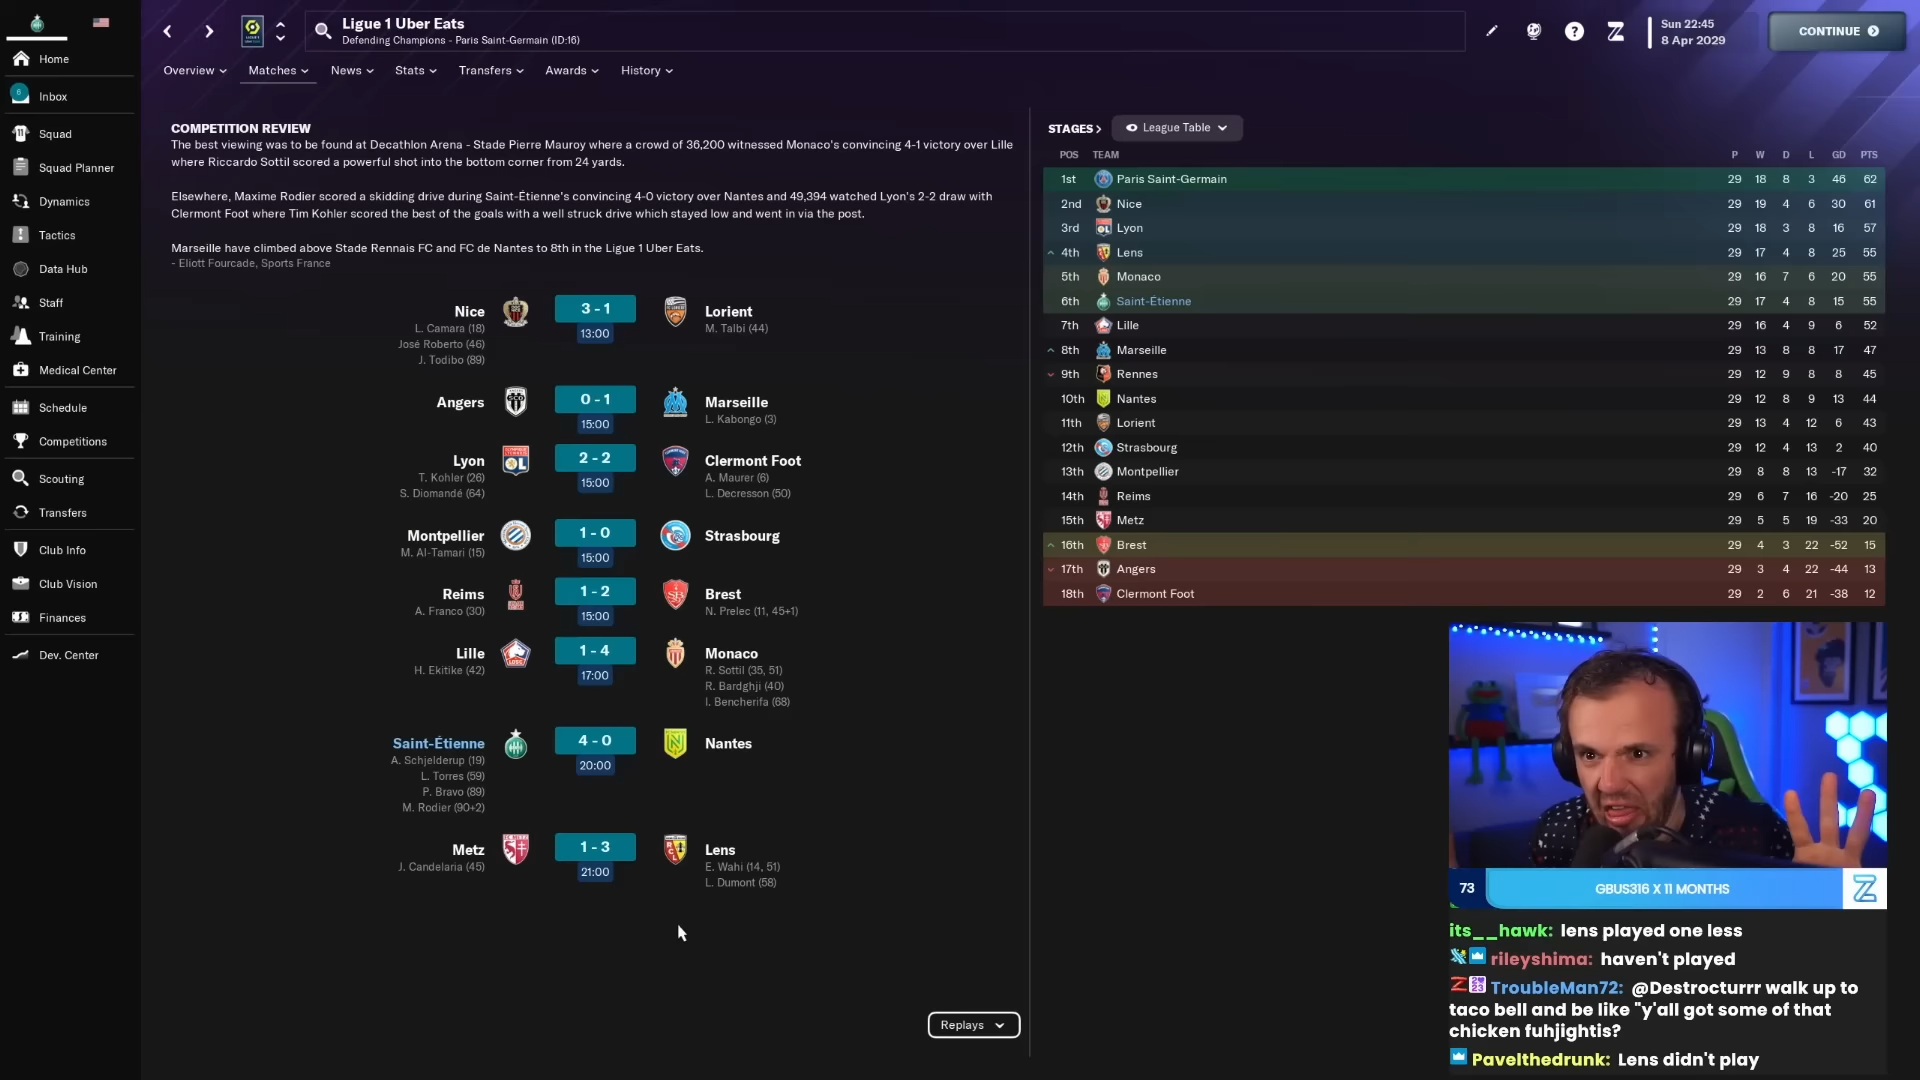 Ligue 1 Uber Eats
Defending Champions - Paris Saint-Germain (ID:16)
Sun 22:45
8 Apr 2029
CONTINUE
Overview
Matches
News
Stats
Transfers
Awards
History
Home
6
Inbox
Squad
Squad Planner
Dynamics
Tactics
Data Hub
Staff
Training
Medical Center
Schedule
Competitions
Scouting
Transfers
Club Info
Club Vision
Finances
Dev. Center
COMPETITION REVIEW
The best viewing was to be found at Decathlon Arena - Stade Pierre Mauroy where a crowd of 36,200 witnessed Monaco's convincing 4-1 victory over Lille
where Riccardo Sottil scored a powerful shot into the bottom corner from 24 yards.
Elsewhere, Maxime Rodier scored a skidding drive during Saint-Étienne's convincing 4-0 victory over Nantes and 49,394 watched Lyon's 2-2 draw with
Clermont Foot where Tim Kohler scored the best of the goals with a well struck drive which stayed low and went in via the post.
Marseille have climbed above Stade Rennais FC and FC de Nantes to 8th in the Ligue 1 Uber Eats.
- Eliott Fourcade, Sports France
Nice 3 - 1 Lorient
L. Camara (18) 13:00 M. Talbi (44)
José Roberto (46)
J. Todibo (89)
Angers 0 - 1 Marseille
15:00 L. Kabongo (3)
Lyon 2 - 2 Clermont Foot
T. Kohler (26) 15:00 A. Maurer (6)
S. Diomandé (64) L. Decresson (50)
Montpellier 1 - 0 Strasbourg
M. Al-Tamari (15) 15:00
Reims 1 - 2 Brest
A. Franco (30) 15:00 N. Prelec (11, 45+1)
Lille 1 - 4 Monaco
H. Ekitike (42) 17:00 R. Sottil (35, 51)
R. Bardghji (40)
I. Bencherifa (68)
Saint-Étienne 4 - 0 Nantes
A. Schjelderup (19) 20:00
L. Torres (59)
P. Bravo (89)
M. Rodier (90+2)
Metz 1 - 3 Lens
J. Candelaria (45) 21:00 E. Wahi (14, 51)
L. Dumont (58)
Replays
STAGES League Table
POS TEAM P W D L GD PTS
1st Paris Saint-Germain 29 18 8 3 46 62
2nd Nice 29 19 4 6 30 61
3rd Lyon 29 18 3 8 16 57
4th Lens 29 17 4 8 25 55
5th Monaco 29 16 7 6 20 55
6th Saint-Étienne 29 17 4 8 15 55
7th Lille 29 16 4 9 6 52
8th Marseille 29 13 8 8 17 47
9th Rennes 29 12 9 8 8 45
10th Nantes 29 12 8 9 13 44
11th Lorient 29 13 4 12 6 43
12th Strasbourg 29 12 4 13 2 40
13th Montpellier 29 8 8 13 -17 32
14th Reims 29 6 7 16 -20 25
15th Metz 29 5 5 19 -33 20
16th Brest 29 4 3 22 -52 15
17th Angers 29 3 4 22 -44 13
18th Clermont Foot 29 2 6 21 -38 12
73 GBUS316 X 11 MONTHS
its__hawk: lens played one less
rileyshima: haven't played
TroubleMan72: @Destrocturrr walk up to
taco bell and be like "y'all got some of that
chicken fuhjightis?
Pavelthedrunk: Lens didn't play